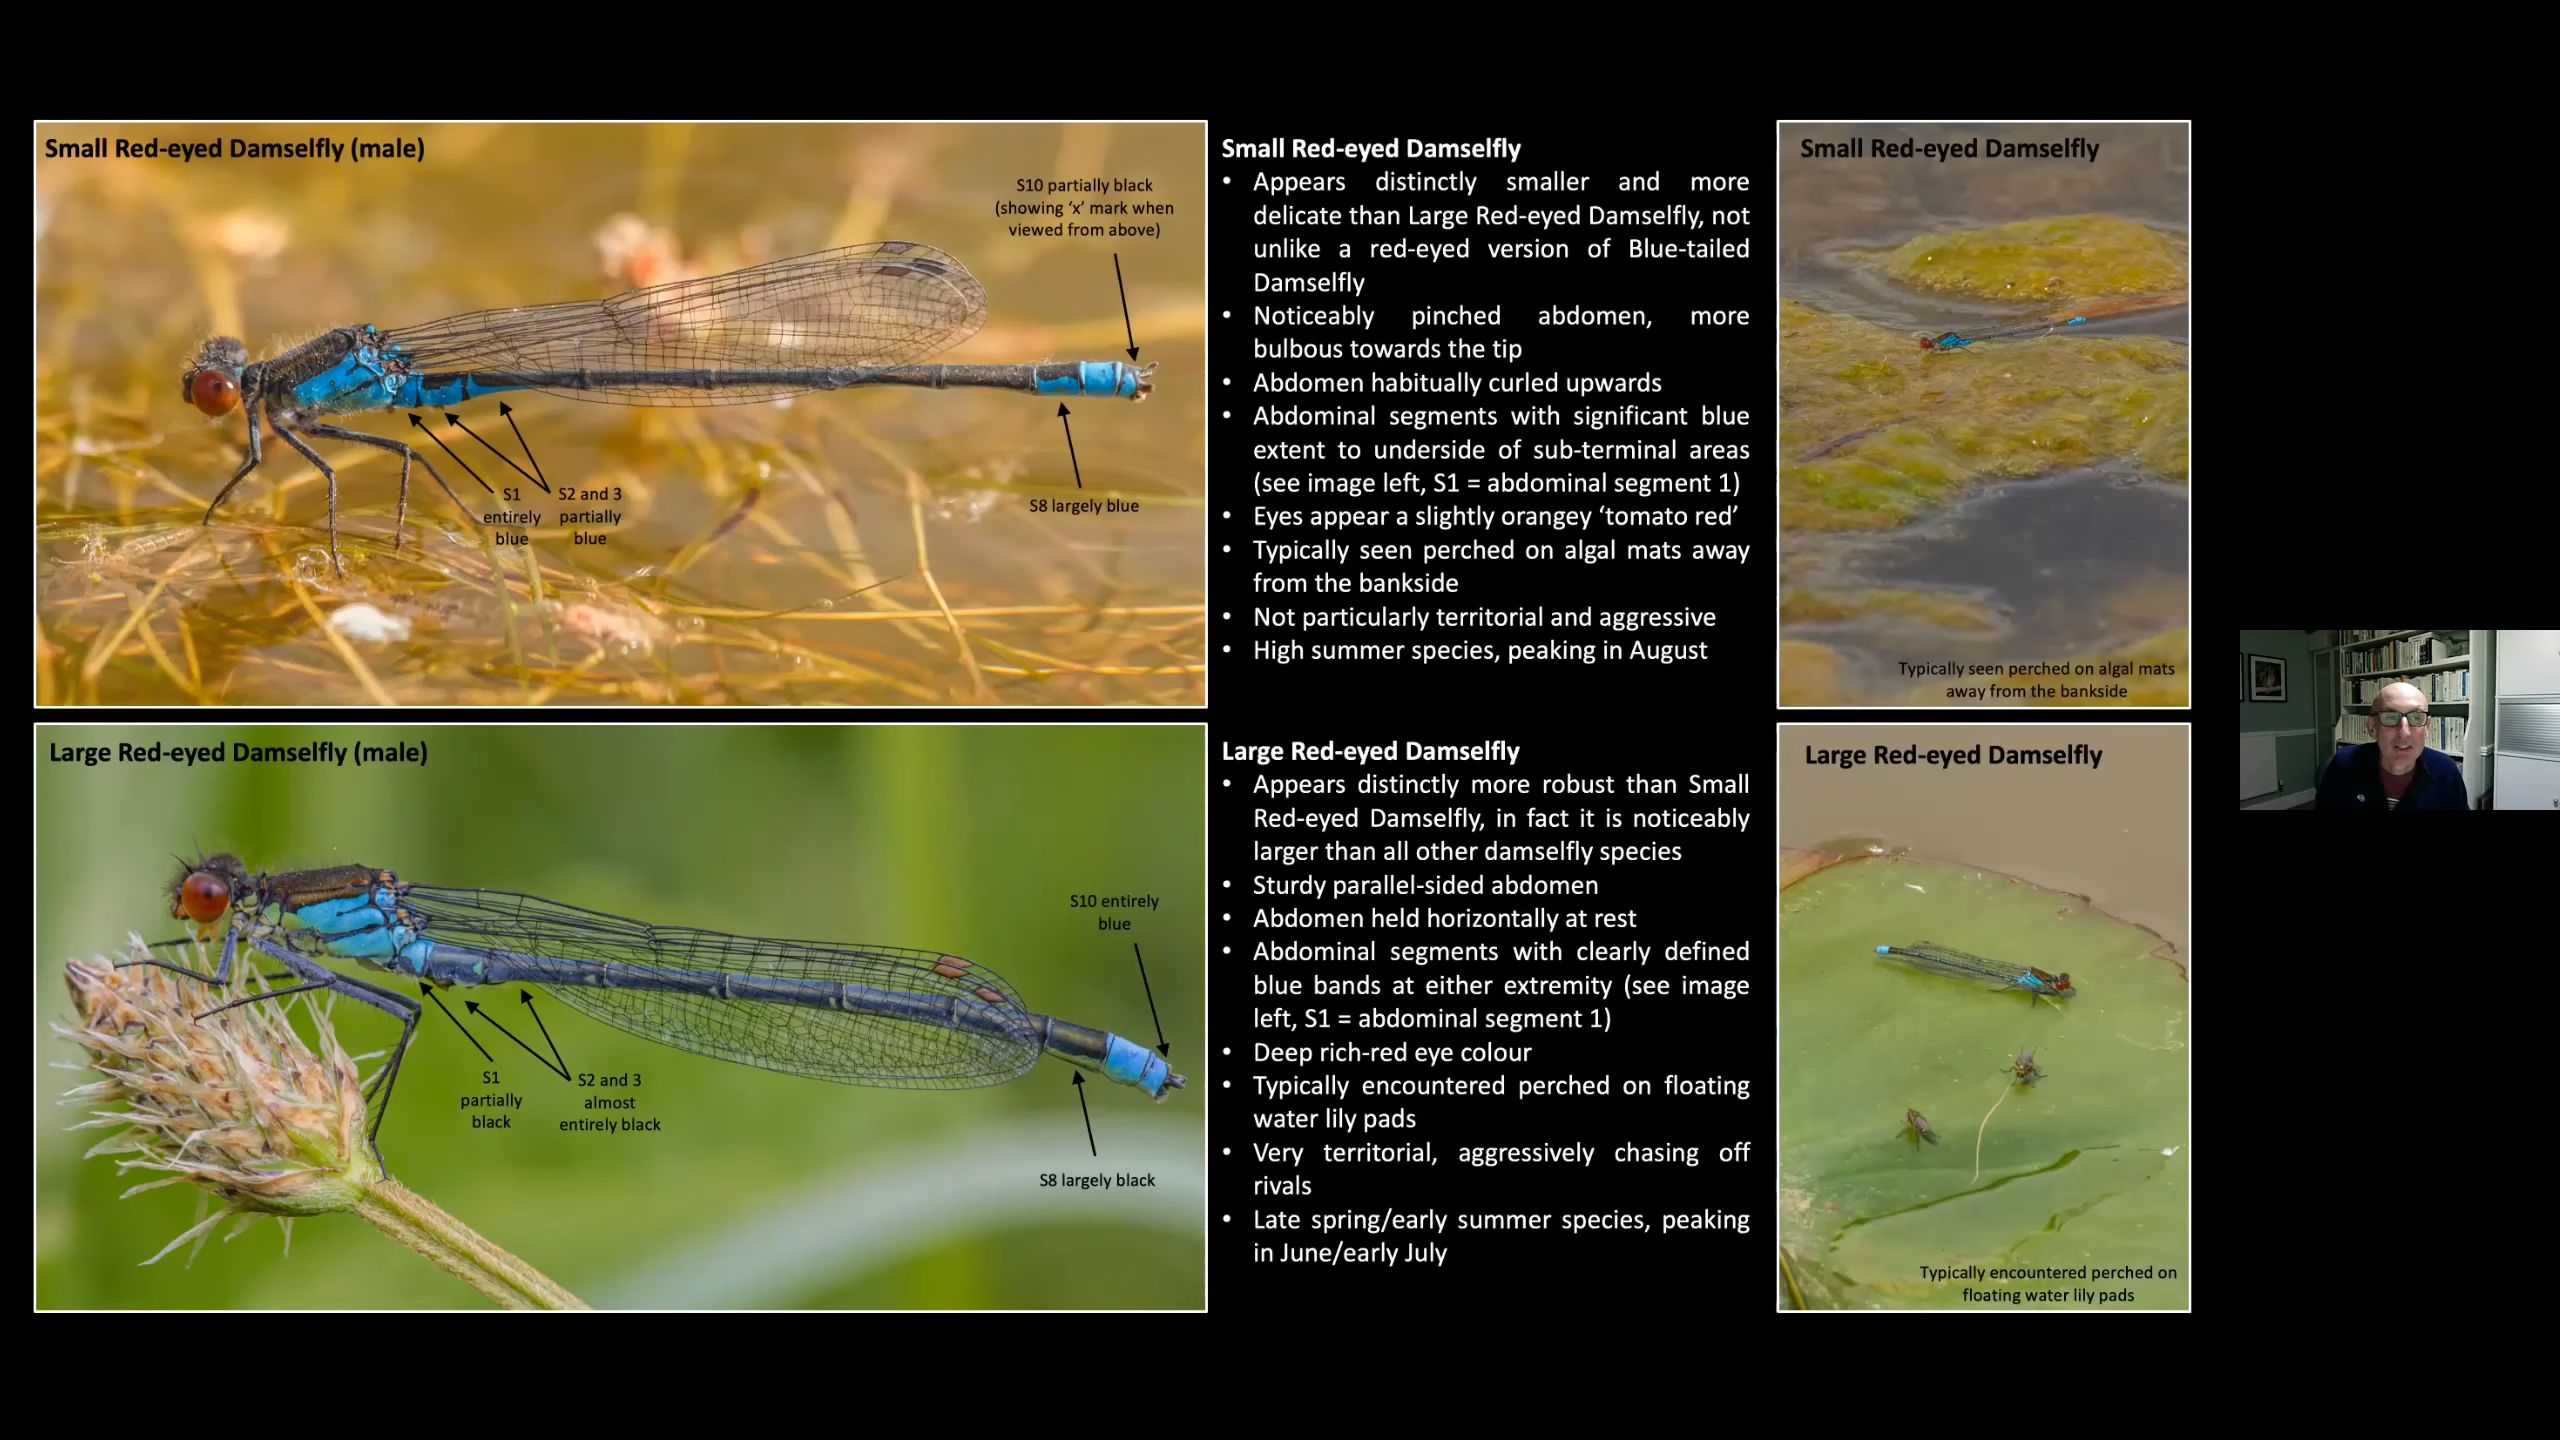 Small Red-eyed Damselfly (male)
S10 partially black
(showing ‘x’ mark when
viewed from above)
S1
entirely
blue
S2 and 3
partially
blue
S8 largely blue
Small Red-eyed Damselfly
• Appears distinctly smaller and more
delicate than Large Red-eyed Damselfly, not
unlike a red-eyed version of Blue-tailed
Damselfly
• Noticeably pinched abdomen, more
bulbous towards the tip
• Abdomen habitually curled upwards
• Abdominal segments with significant blue
extent to underside of sub-terminal areas
(see image left, S1 = abdominal segment 1)
• Eyes appear a slightly orangey ‘tomato red’
• Typically seen perched on algal mats away
from the bankside
• Not particularly territorial and aggressive
• High summer species, peaking in August
Small Red-eyed Damselfly
Typically seen perched on algal mats
away from the bankside
Large Red-eyed Damselfly (male)
S10 entirely
blue
S1
partially
black
S2 and 3
almost
entirely black
S8 largely black
Large Red-eyed Damselfly
• Appears distinctly more robust than Small
Red-eyed Damselfly, in fact it is noticeably
larger than all other damselfly species
• Sturdy parallel-sided abdomen
• Abdomen held horizontally at rest
• Abdominal segments with clearly defined
blue bands at either extremity (see image
left, S1 = abdominal segment 1)
• Deep rich-red eye colour
• Typically encountered perched on floating
water lily pads
• Very territorial, aggressively chasing off
rivals
• Late spring/early summer species, peaking
in June/early July
Large Red-eyed Damselfly
Typically encountered perched on
floating water lily pads